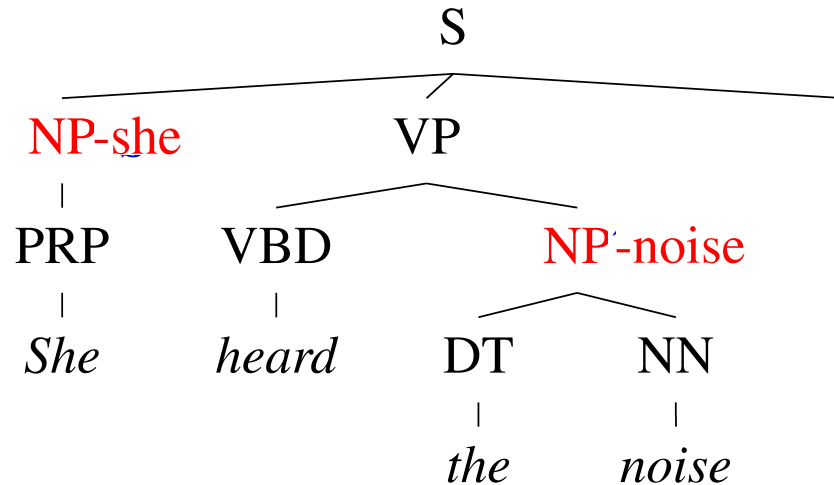 S
NP-she VP
PRP VBD NP-noise
She heard DT NN
the noise